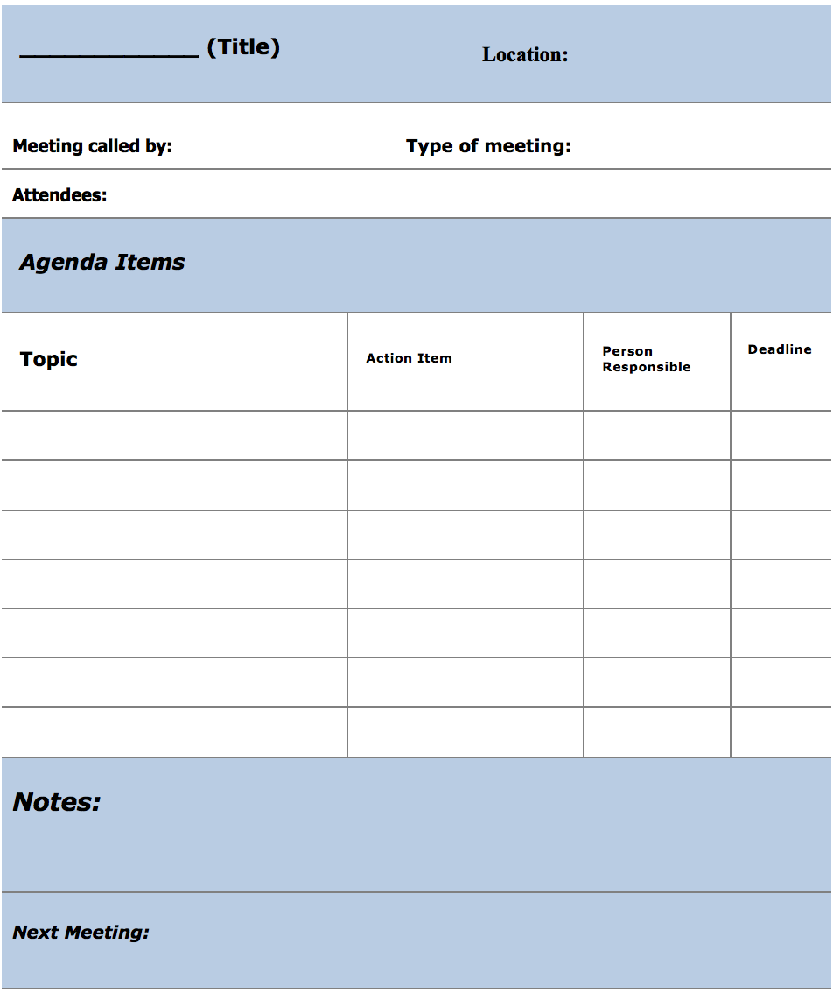 ____________ (Title)
Location:
Meeting called by:
Type of meeting:
Attendees:
Agenda Items
Topic
Action Item
Person
Responsible
Deadline
Notes:
Next Meeting: